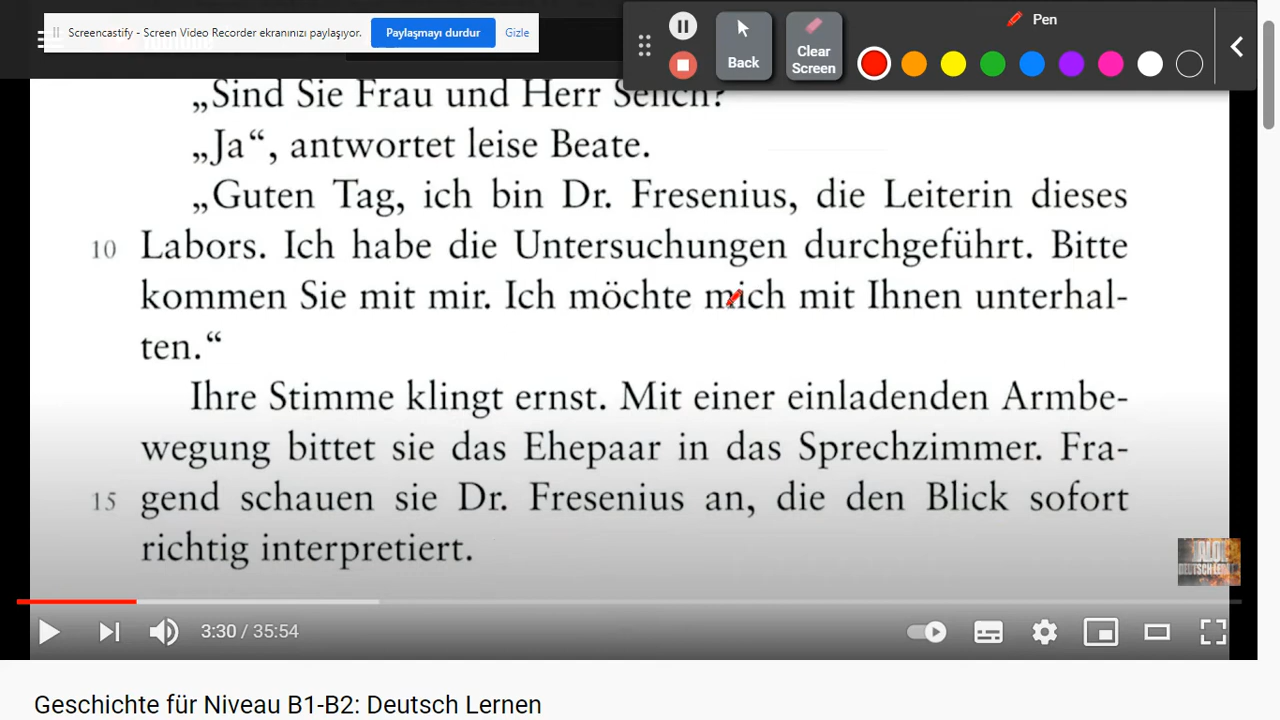 Screencastify - Screen Video Recorder ekranınızı paylaşıyor.
Paylaşmayı durdur
Gizle
Back
Clear
Screen
Pen
„Sind Sie Frau und Herr Selich?
„Ja“, antwortet leise Beate.
„Guten Tag, ich bin Dr. Fresenius, die Leiterin dieses
10 Labors. Ich habe die Untersuchungen durchgeführt. Bitte
kommen Sie mit mir. Ich möchte mich mit Ihnen unterhal-
ten.“
Ihre Stimme klingt ernst. Mit einer einladenden Armbe-
wegung bittet sie das Ehepaar in das Sprechzimmer. Fra-
15 gend schauen sie Dr. Fresenius an, die den Blick sofort
richtig interpretiert.
DEUTSCH LERNEN
3:30 / 35:54
Geschichte für Niveau B1-B2: Deutsch Lernen